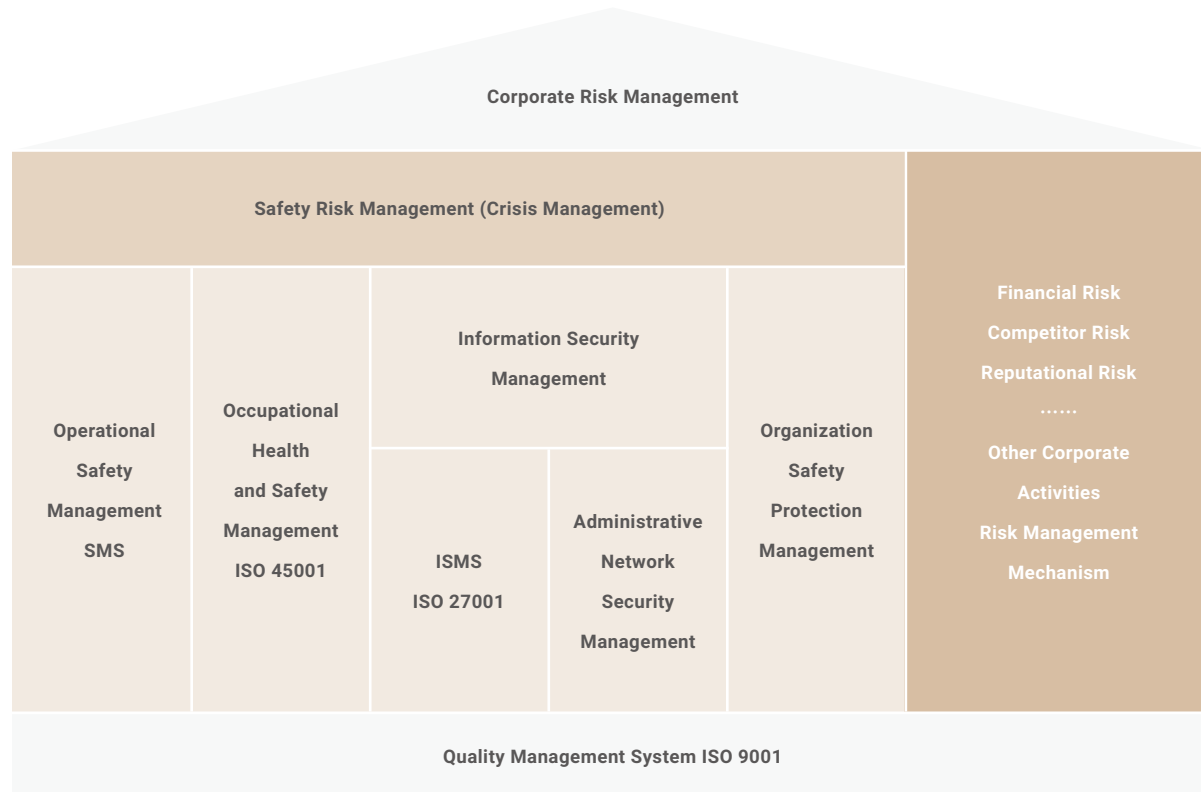 Corporate Risk Management
Safety Risk Management (Crisis Management)
Operational
Safety
Management
SMS
Occupational
Health
and Safety
Management
ISO 45001
Information Security
Management
ISMS
ISO 27001
Administrative
Network
Security
Management
Organization
Safety
Protection
Management
Financial Risk
Competitor Risk
Reputational Risk
......
Other Corporate
Activities
Risk Management
Mechanism
Quality Management System ISO 9001